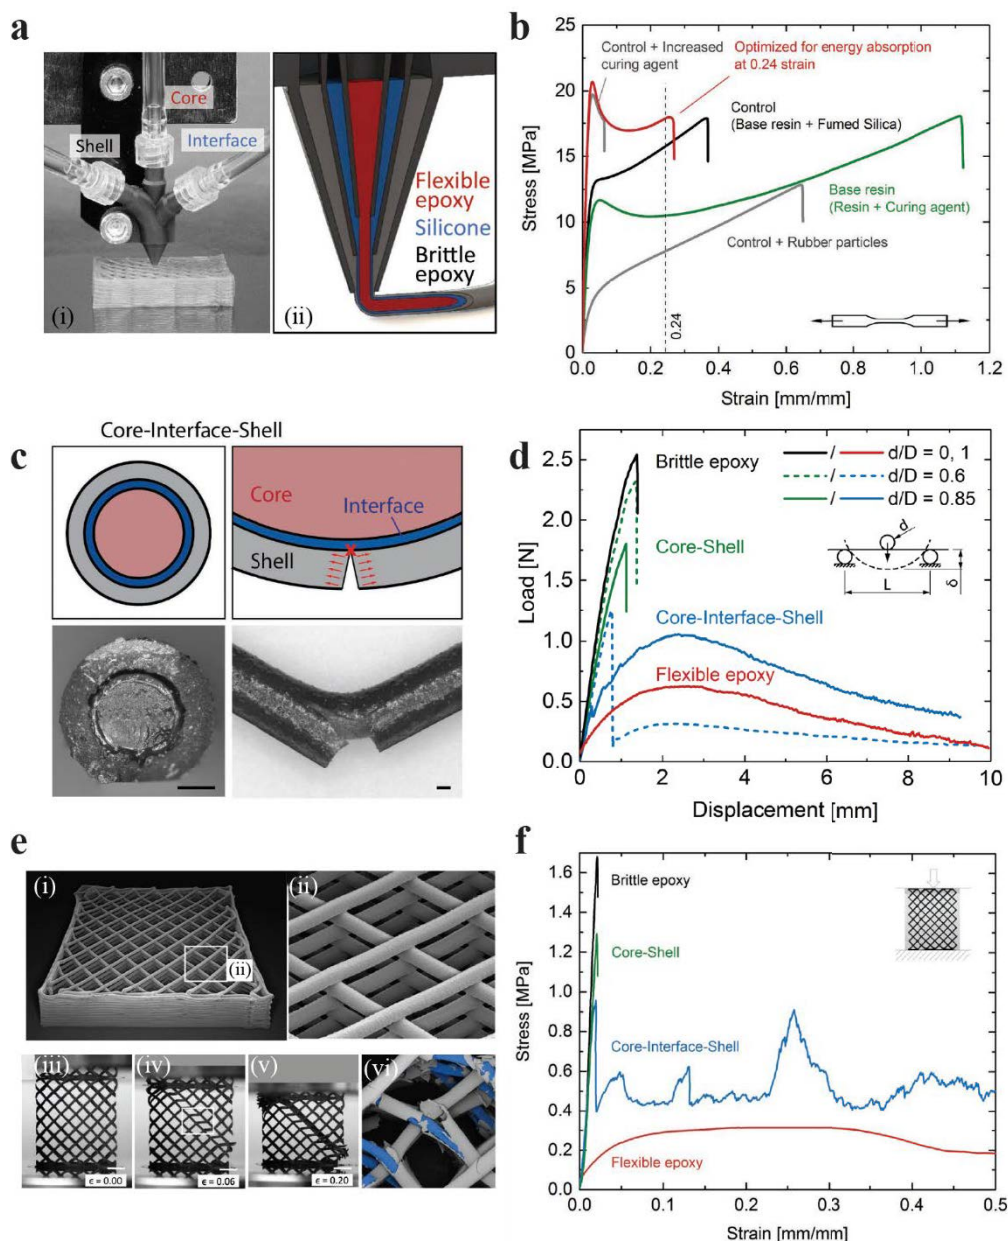 a
Core
Shell
Interface
(i)
Flexible
epoxy
Silicone
Brittle
epoxy
(ii)
b
25
20
15
10
5
0
Stress [MPa]
Control + Increased
curing agent
Optimized for energy absorption
at 0.24 strain
Control
(Base resin + Fumed Silica)
Base resin
(Resin + Curing agent)
Control + Rubber particles
0.24
0.0 0.2 0.4 0.6 0.8 1.0 1.2
Strain [mm/mm]
c
Core-Interface-Shell
Core
Interface
Shell
d
2.5
2.0
1.5
1.0
0.5
0.0
Load [N]
Brittle epoxy
/ d/D = 0, 1
/ d/D = 0.6
/ d/D = 0.85
Core-Shell
d
L
δ
Core-Interface-Shell
Flexible epoxy
0 2 4 6 8 10
Displacement [mm]
e
(i)
(ii)
(ii)
(iii)
ϵ = 0.00
(iv)
ϵ = 0.06
(v)
ϵ = 0.20
(vi)
f
1.6
1.4
1.2
1.0
0.8
0.6
0.4
0.2
0.0
Stress [MPa]
Brittle epoxy
Core-Shell
Core-Interface-Shell
Flexible epoxy
0.0 0.1 0.2 0.3 0.4 0.5
Strain [mm/mm]